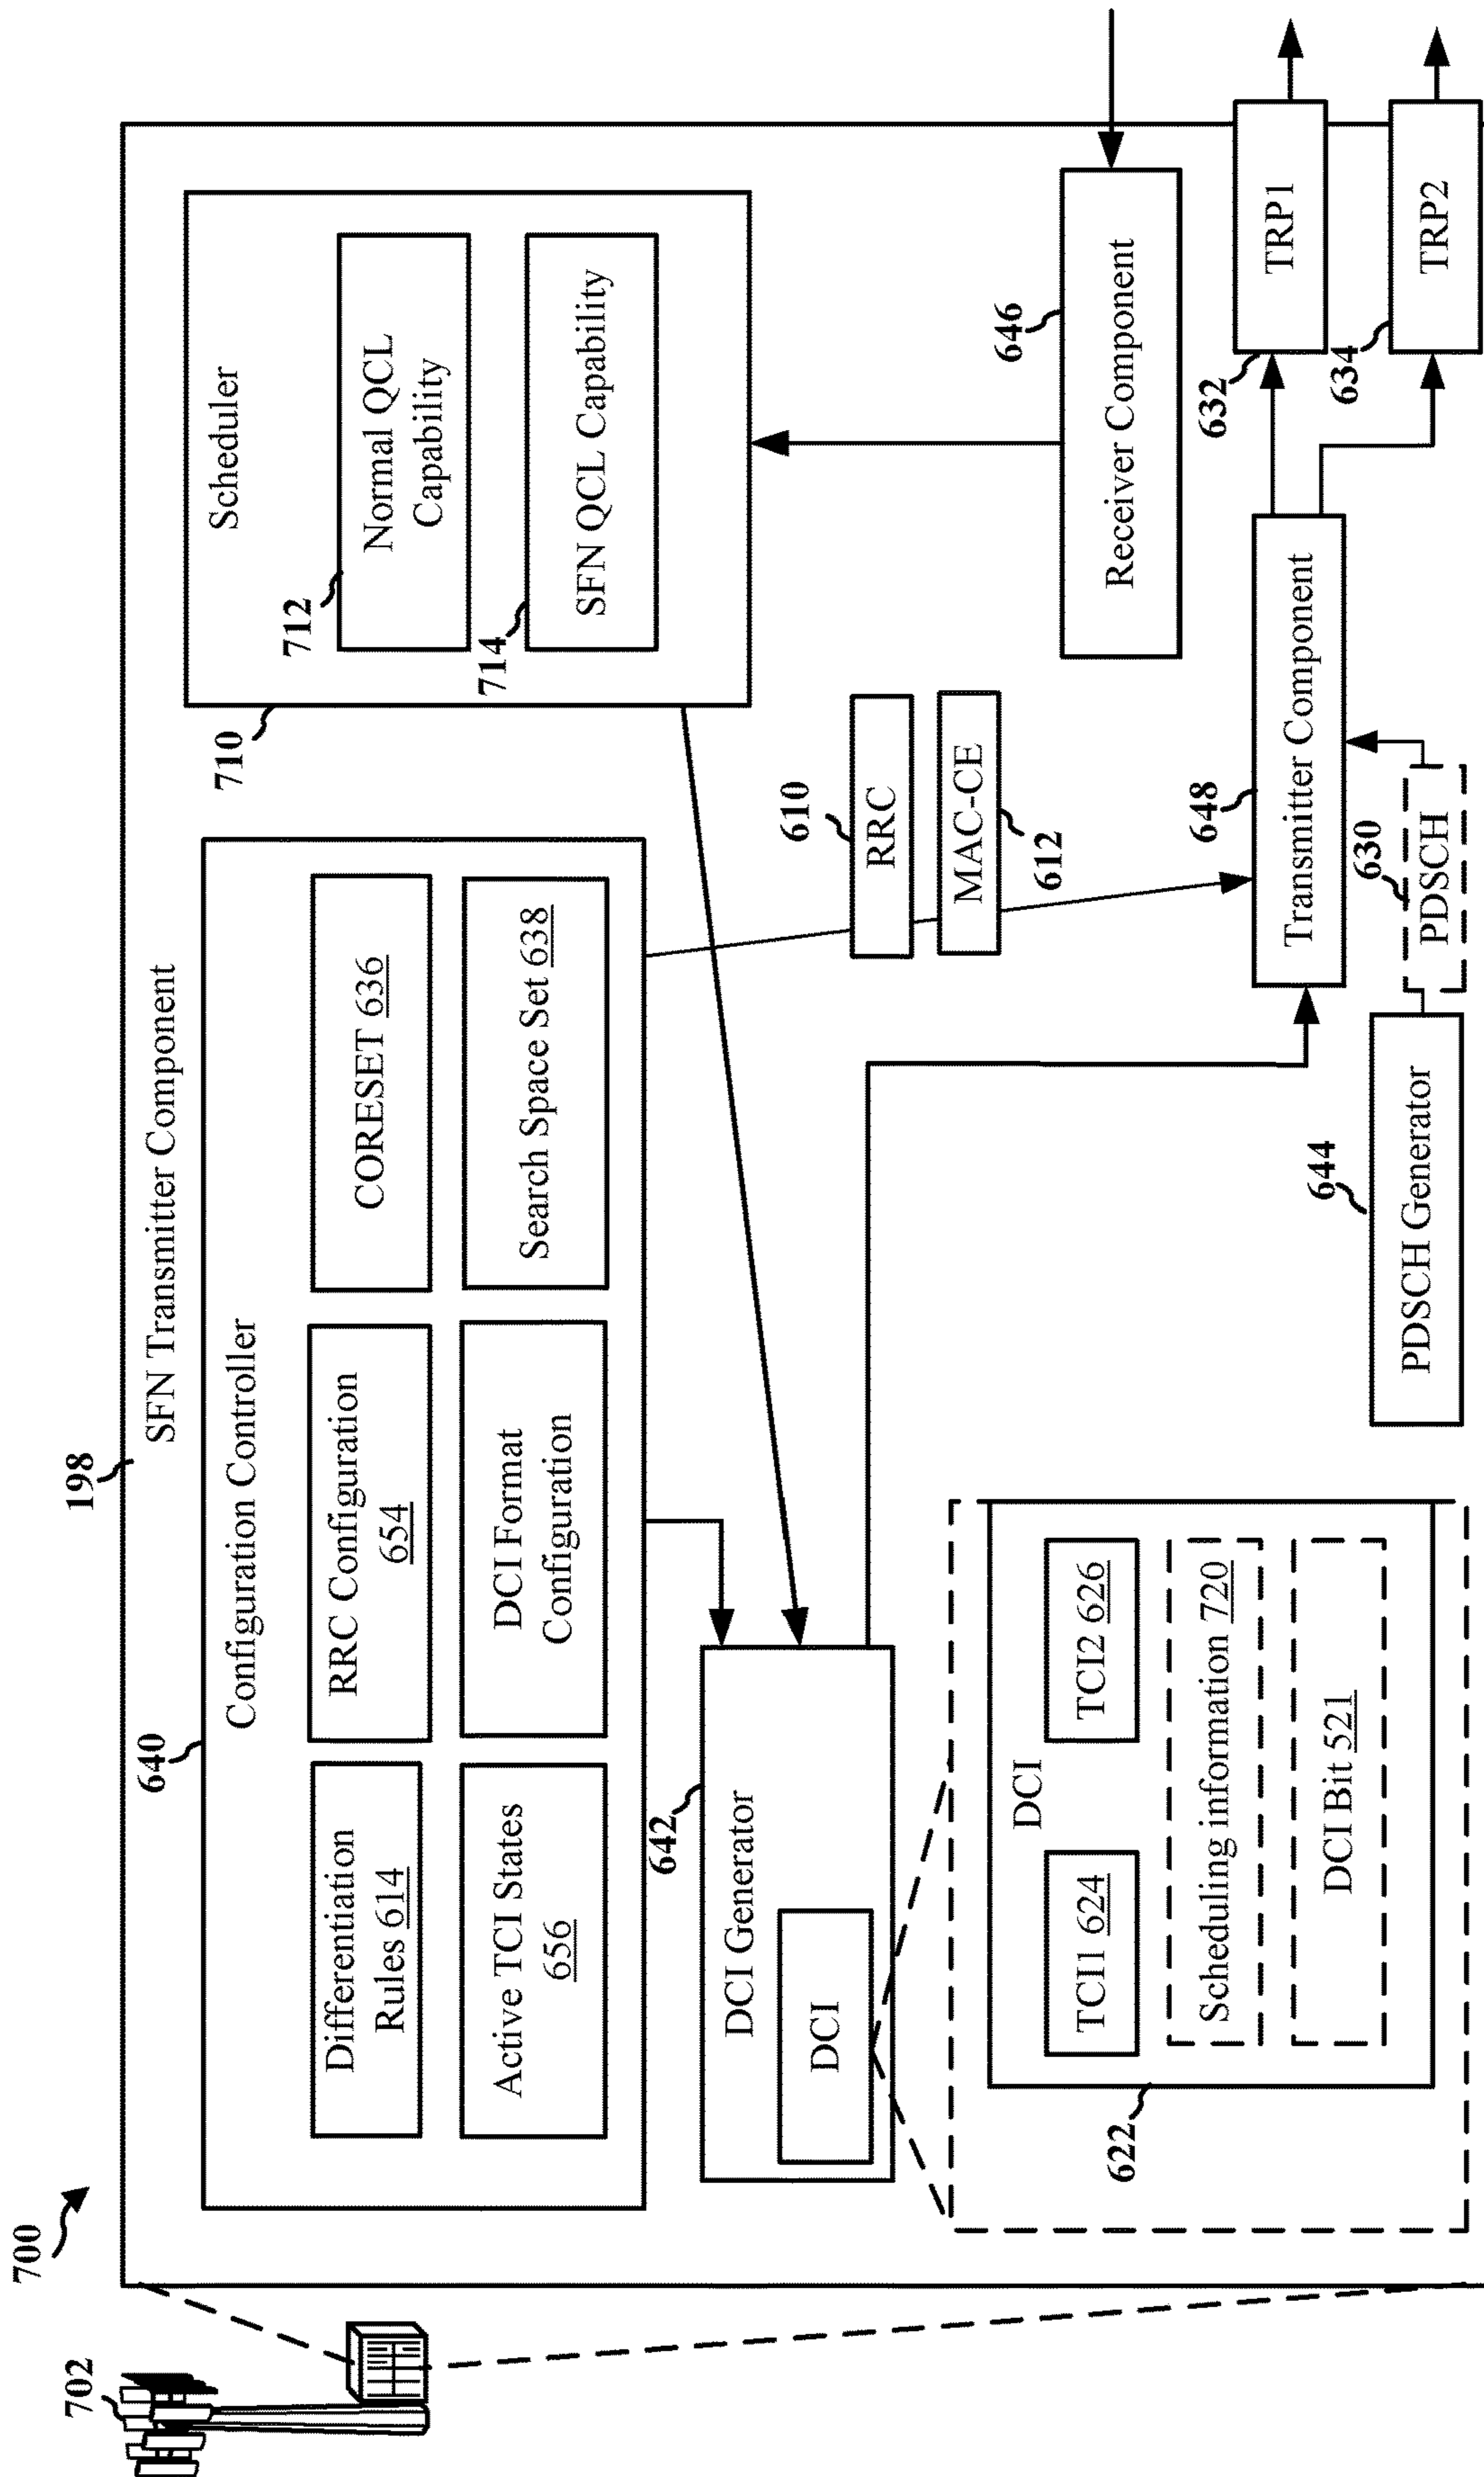 700
702
198
SFN Transmitter Component
640
Configuration Controller
Differentiation
Rules 614
RRC Configuration
654
CORESET 636
Active TCI States
656
DCI Format
Configuration
Search Space Set 638
710
Scheduler
712
Normal QCL
Capability
714
SFN QCL Capability
642
DCI Generator
DCI
610
RRC
MAC-CE
612
646
Receiver Component
622
DCI
TCI1 624
TCI2 626
Scheduling information 720
DCI Bit 521
648
Transmitter Component
632
TRP1
634
TRP2
644
PDSCH Generator
630
PDSCH